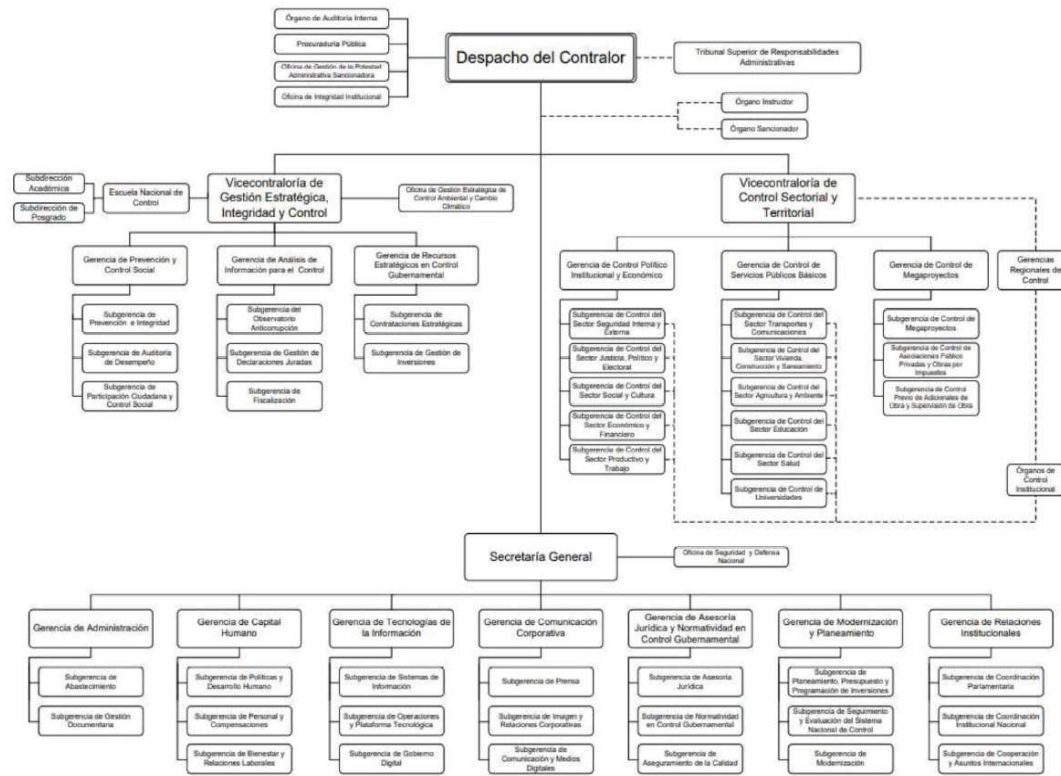 Órgano de Auditoría Interna
Procuraduría Pública
Oficina de Gestión de la Potestad
Administrativa Sancionadora
Oficina de Integridad Institucional
Despacho del Contralor
Tribunal Superior de Responsabilidades
Administrativas
Órgano Instructor
Órgano Sancionador
Subdirección
Académica
Subdirección de
Posgrado
Escuela Nacional de
Control
Vicecontraloría de
Gestión Estratégica,
Integridad y Control
Oficina de Gestión Estratégica de
Control Ambiental y Cambio
Climático
Vicecontraloría de
Control Sectorial y
Territorial
Gerencia de Prevención y
Control Social
Gerencia de Análisis de
Información para el Control
Gerencia de Recursos
Estratégicos en Control
Gubernamental
Gerencia de Control Político
Institucional y Económico
Gerencia de Control de
Servicios Públicos Básicos
Gerencia de Control de
Megaproyectos
Gerencias
Regionales de
Control
Subgerencia de
Prevención e Integridad
Subgerencia de Auditoría
de Desempeño
Subgerencia de
Participación Ciudadana y
Control Social
Subgerencia del
Observatorio
Anticorrupción
Subgerencia de Gestión de
Declaraciones Juradas
Subgerencia de
Fiscalización
Subgerencia de
Contrataciones Estratégicas
Subgerencia de Gestión de
Inversiones
Subgerencia de Control del
Sector Seguridad Interna y
Externa
Subgerencia de Control del
Sector Justicia, Político y
Electoral
Subgerencia de Control del
Sector Social y Cultura
Subgerencia de Control del
Sector Económico y
Financiero
Subgerencia de Control del
Sector Productivo y
Trabajo
Subgerencia de Control del
Sector Transportes y
Comunicaciones
Subgerencia de Control del
Sector Vivienda,
Construcción y Saneamiento
Subgerencia de Control del
Sector Agricultura y Ambiente
Subgerencia de Control del
Sector Educación
Subgerencia de Control del
Sector Salud
Subgerencia de Control de
Universidades
Subgerencia de Control de
Megaproyectos
Subgerencia de Control de
Asociaciones Público
Privadas y Obras por
Impuestos
Subgerencia de Control
Previo de Adicionales de
Obra y Supervisión de Obra
Órganos de
Control
Institucional
Secretaría General
Oficina de Seguridad y Defensa
Nacional
Gerencia de Administración
Gerencia de Capital
Humano
Gerencia de Tecnologías de
la Información
Gerencia de Comunicación
Corporativa
Gerencia de Asesoría
Jurídica y Normatividad en
Control Gubernamental
Gerencia de Modernización
y Planeamiento
Gerencia de Relaciones
Institucionales
Subgerencia de
Abastecimiento
Subgerencia de Gestión
Documentaria
Subgerencia de Políticas y
Desarrollo Humano
Subgerencia de Personal y
Compensaciones
Subgerencia de Bienestar y
Relaciones Laborales
Subgerencia de Sistemas de
Información
Subgerencia de Operaciones
y Plataforma Tecnológica
Subgerencia de Gobierno
Digital
Subgerencia de Prensa
Subgerencia de Imagen y
Relaciones Corporativas
Subgerencia de
Comunicación y Medios
Digitales
Subgerencia de Asesoría
Jurídica
Subgerencia de Normatividad
en Control Gubernamental
Subgerencia de
Aseguramiento de la Calidad
Subgerencia de
Planeamiento, Presupuesto y
Programación de Inversiones
Subgerencia de Seguimiento
y Evaluación del Sistema
Nacional de Control
Subgerencia de
Modernización
Subgerencia de Coordinación
Parlamentaria
Subgerencia de Coordinación
Institucional Nacional
Subgerencia de Cooperación
y Asuntos Internacionales